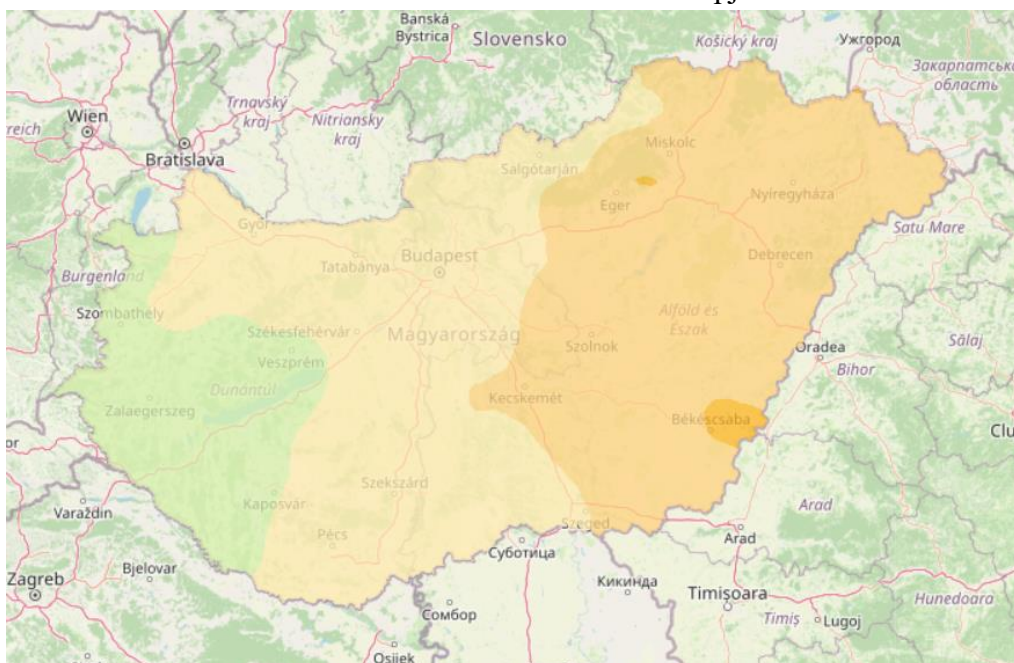 Banská
Bystrica
Slovensko
Košický kraj
Ужгород
Закарпатська
область
Wien
Trnavský
kraj
Nitriansky
kraj
Bratislava
Salgótarján
Miskolc
Eger
Nyíregyháza
Satu Mare
Győr
Tatabánya
Budapest
Debrecen
Burgenland
Szombathely
Székesfehérvár
Magyarország
Alföld és
Észak
Szolnok
Oradea
Bihor
Sălaj
Veszprém
Dunántúl
Zalaegerszeg
Kecskemét
Békéscsaba
Clu
Kaposvár
Szekszárd
Pécs
Szeged
Varaždin
Суботица
Arad
Arad
Zagreb
Bjelovar
Сомбор
Кикинда
Timișoara
Timiș
Lugoj
Hunedoara
Osijek